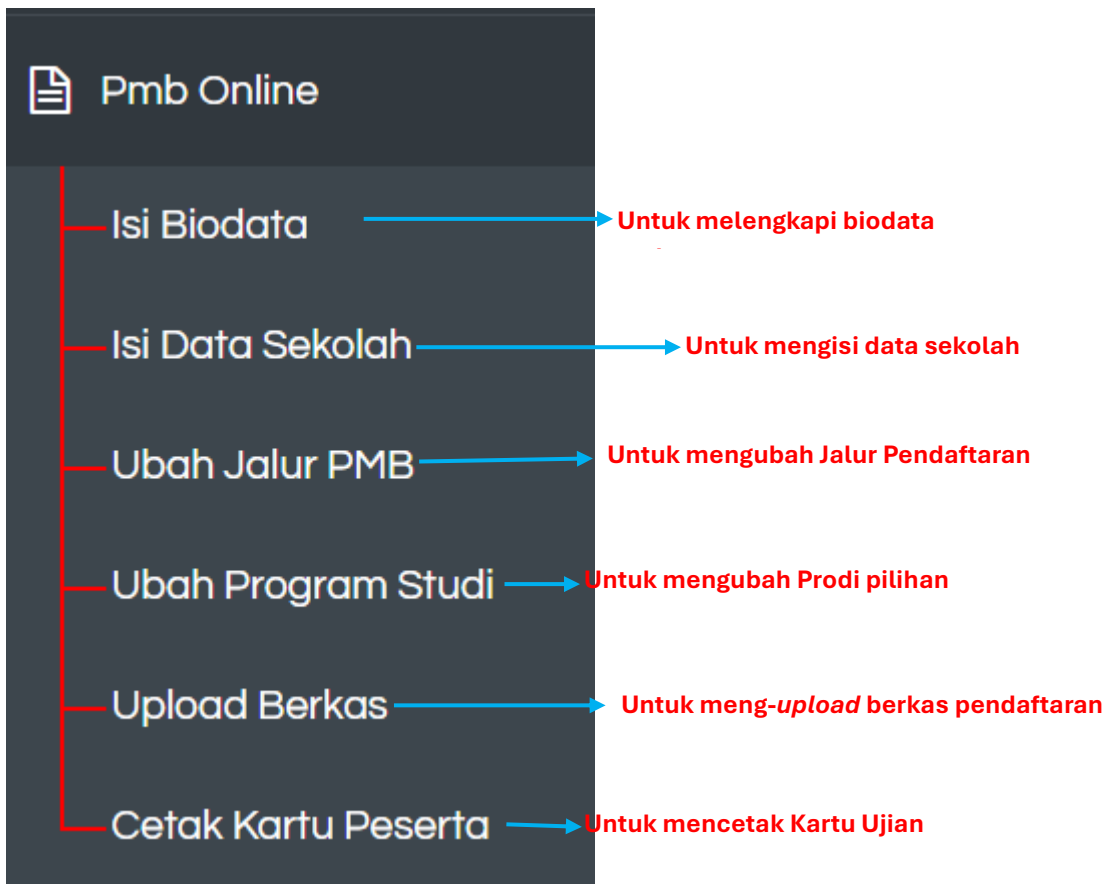 Pmb Online
Isi Biodata
Untuk melengkapi biodata
Isi Data Sekolah
Untuk mengisi data sekolah
Ubah Jalur PMB
Untuk mengubah Jalur Pendaftaran
Ubah Program Studi
Untuk mengubah Prodi pilihan
Upload Berkas
Untuk meng-upload berkas pendaftaran
Cetak Kartu Peserta
Untuk mencetak Kartu Ujian